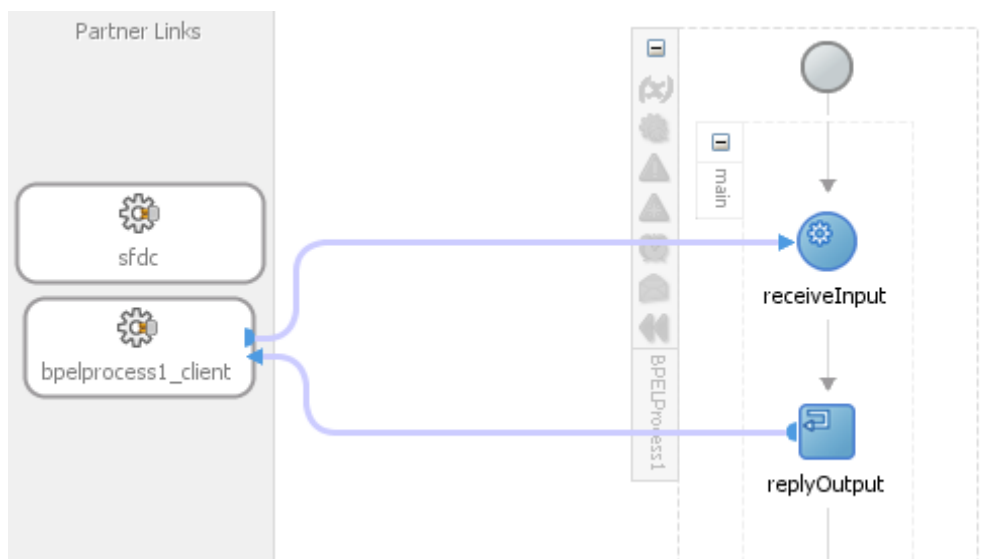 Partner Links
sfdc
bpelprocess1_client
main
BPELProcess1
receiveInput
replyOutput